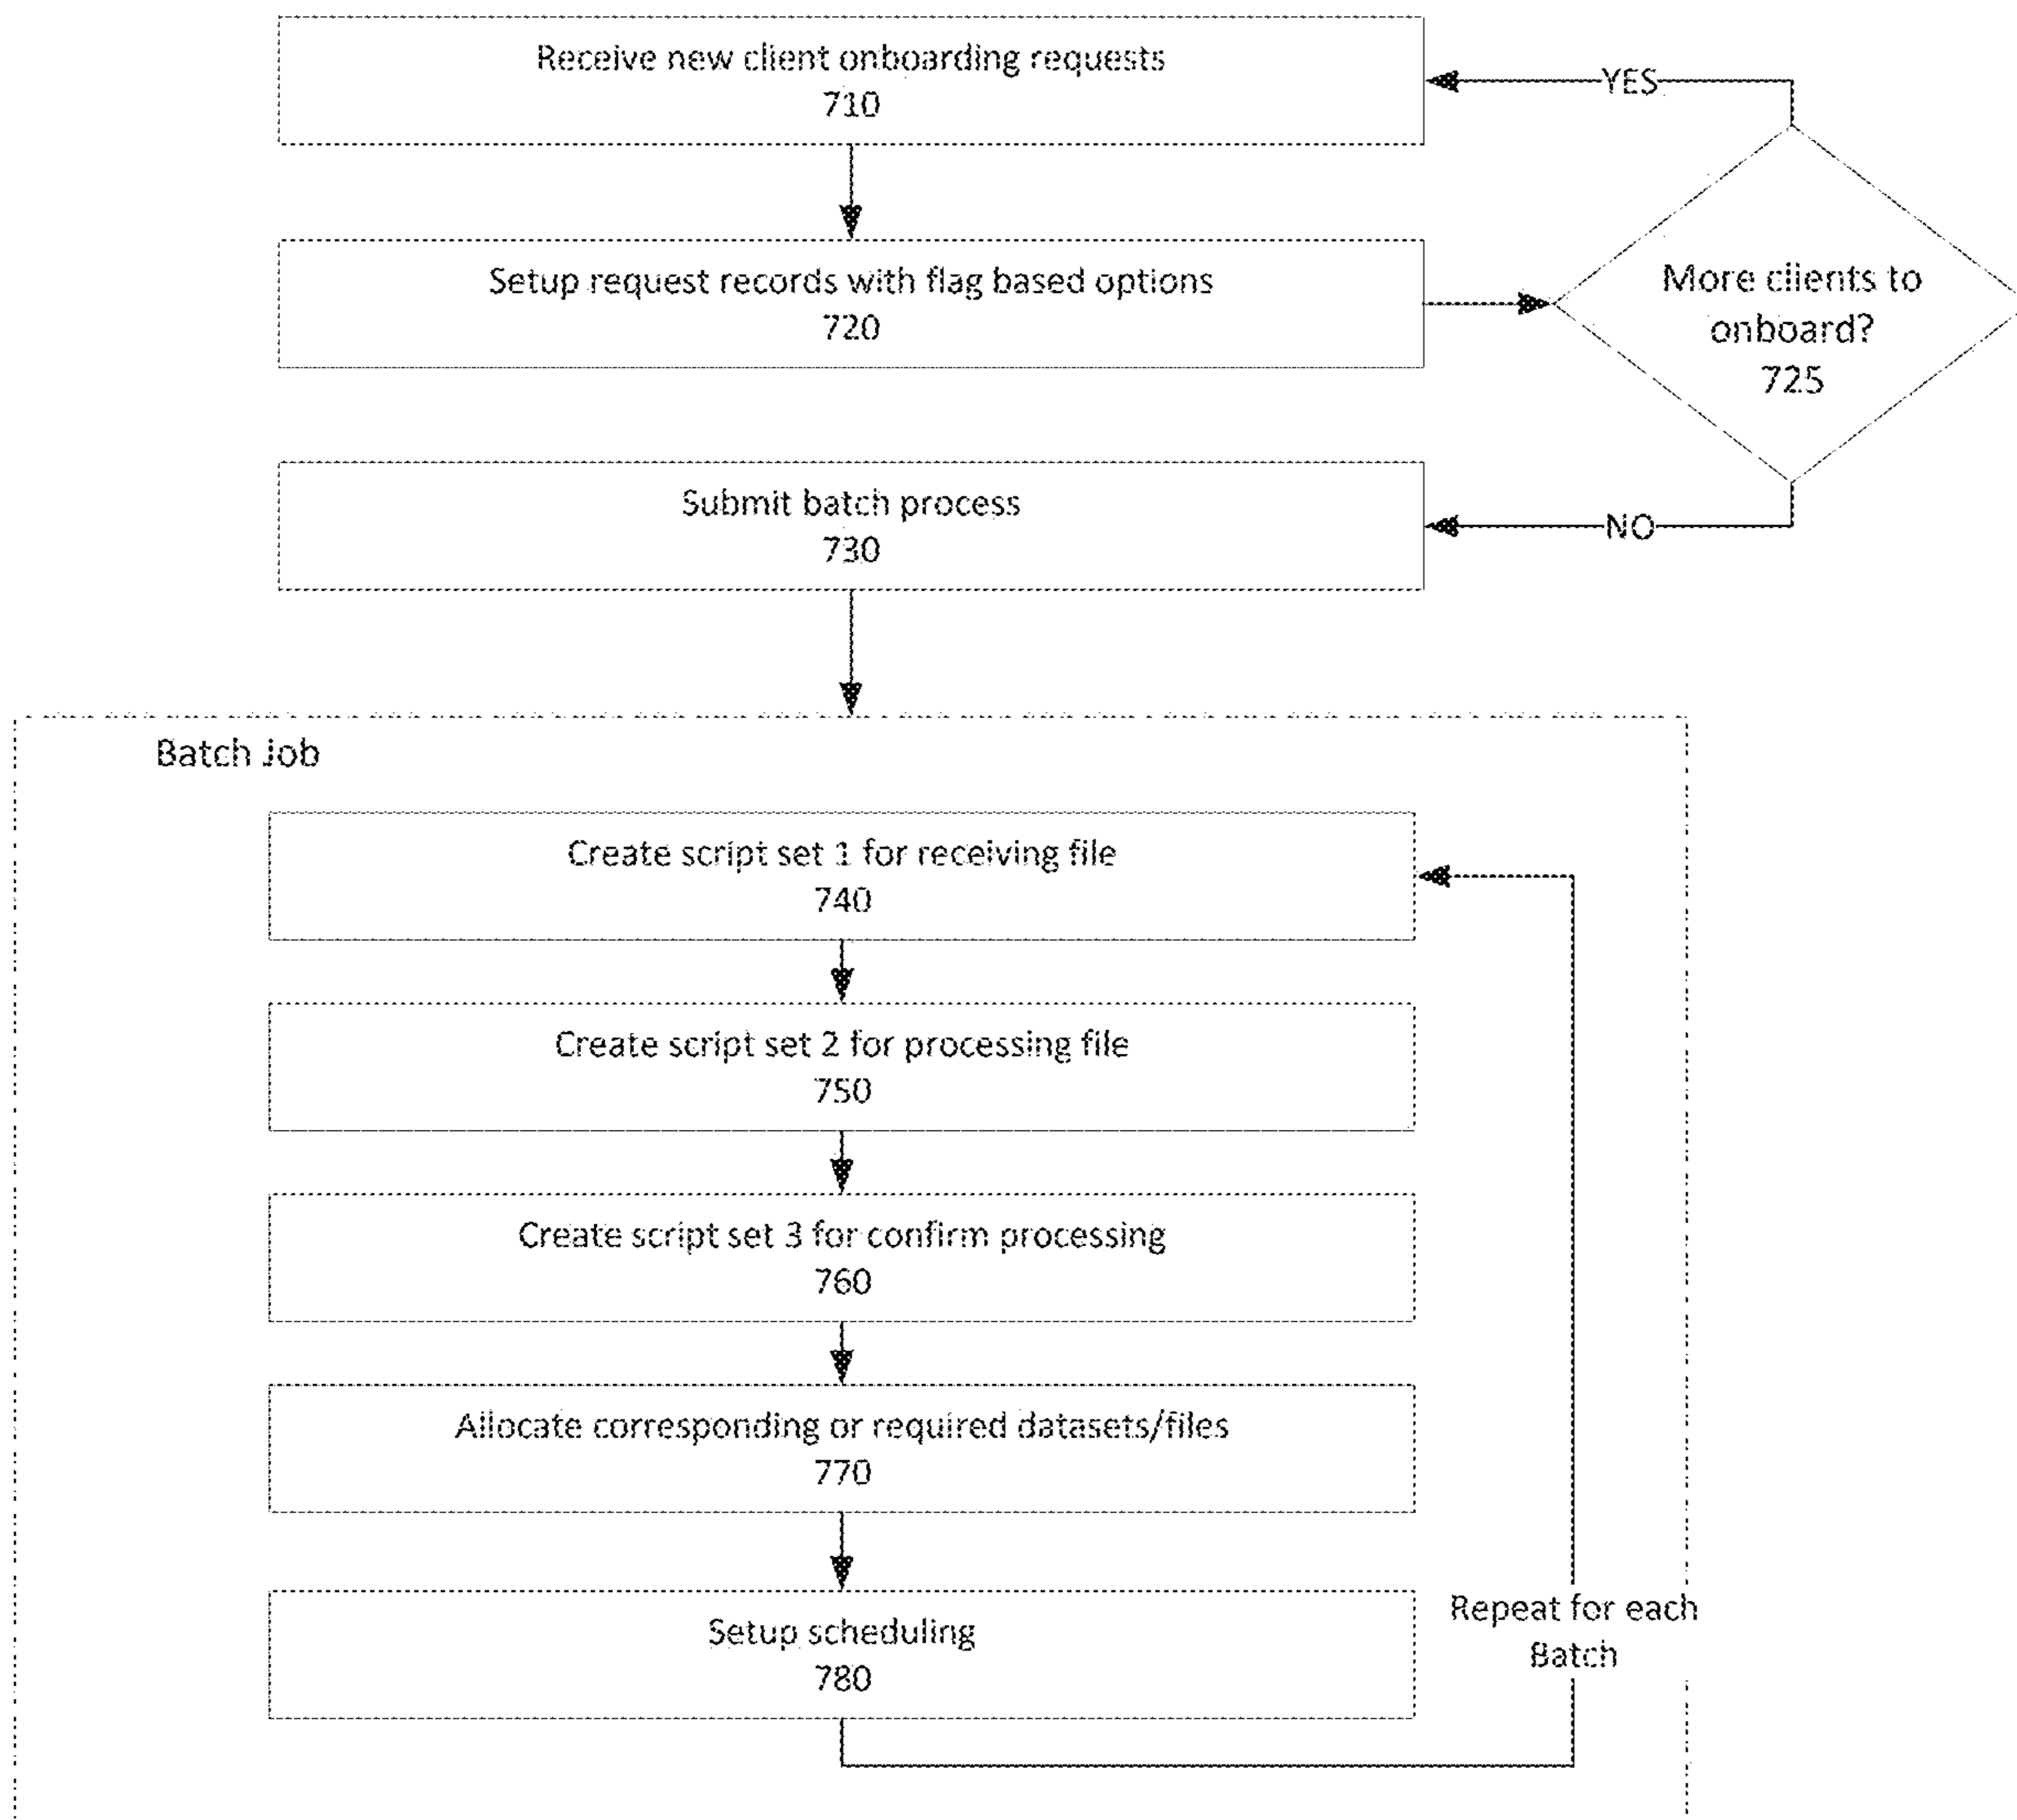 Receive new client onboarding requests
710
YES
Setup request records with flag based options
720
More clients to
onboard?
725
Submit batch process
730
NO
Batch Job
Create script set 1 for receiving file
740
Create script set 2 for processing file
750
Create script set 3 for confirm processing
760
Allocate corresponding or required datasets/files
770
Setup scheduling
780
Repeat for each
Batch